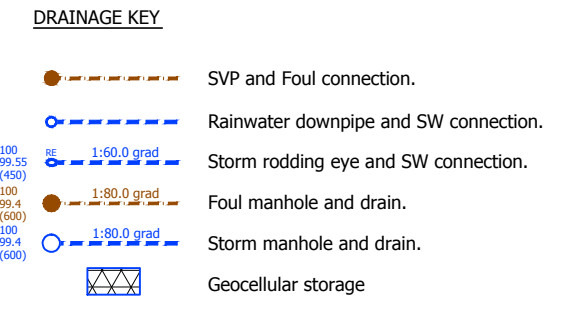 DRAINAGE KEY
SVP and Foul connection.
Rainwater downpipe and SW connection.
100
99.55
(450)
RE
1:60.0 grad
Storm rodding eye and SW connection.
100
99.4
(600)
1:80.0 grad
Foul manhole and drain.
100
99.4
(600)
1:80.0 grad
Storm manhole and drain.
Geocellular storage